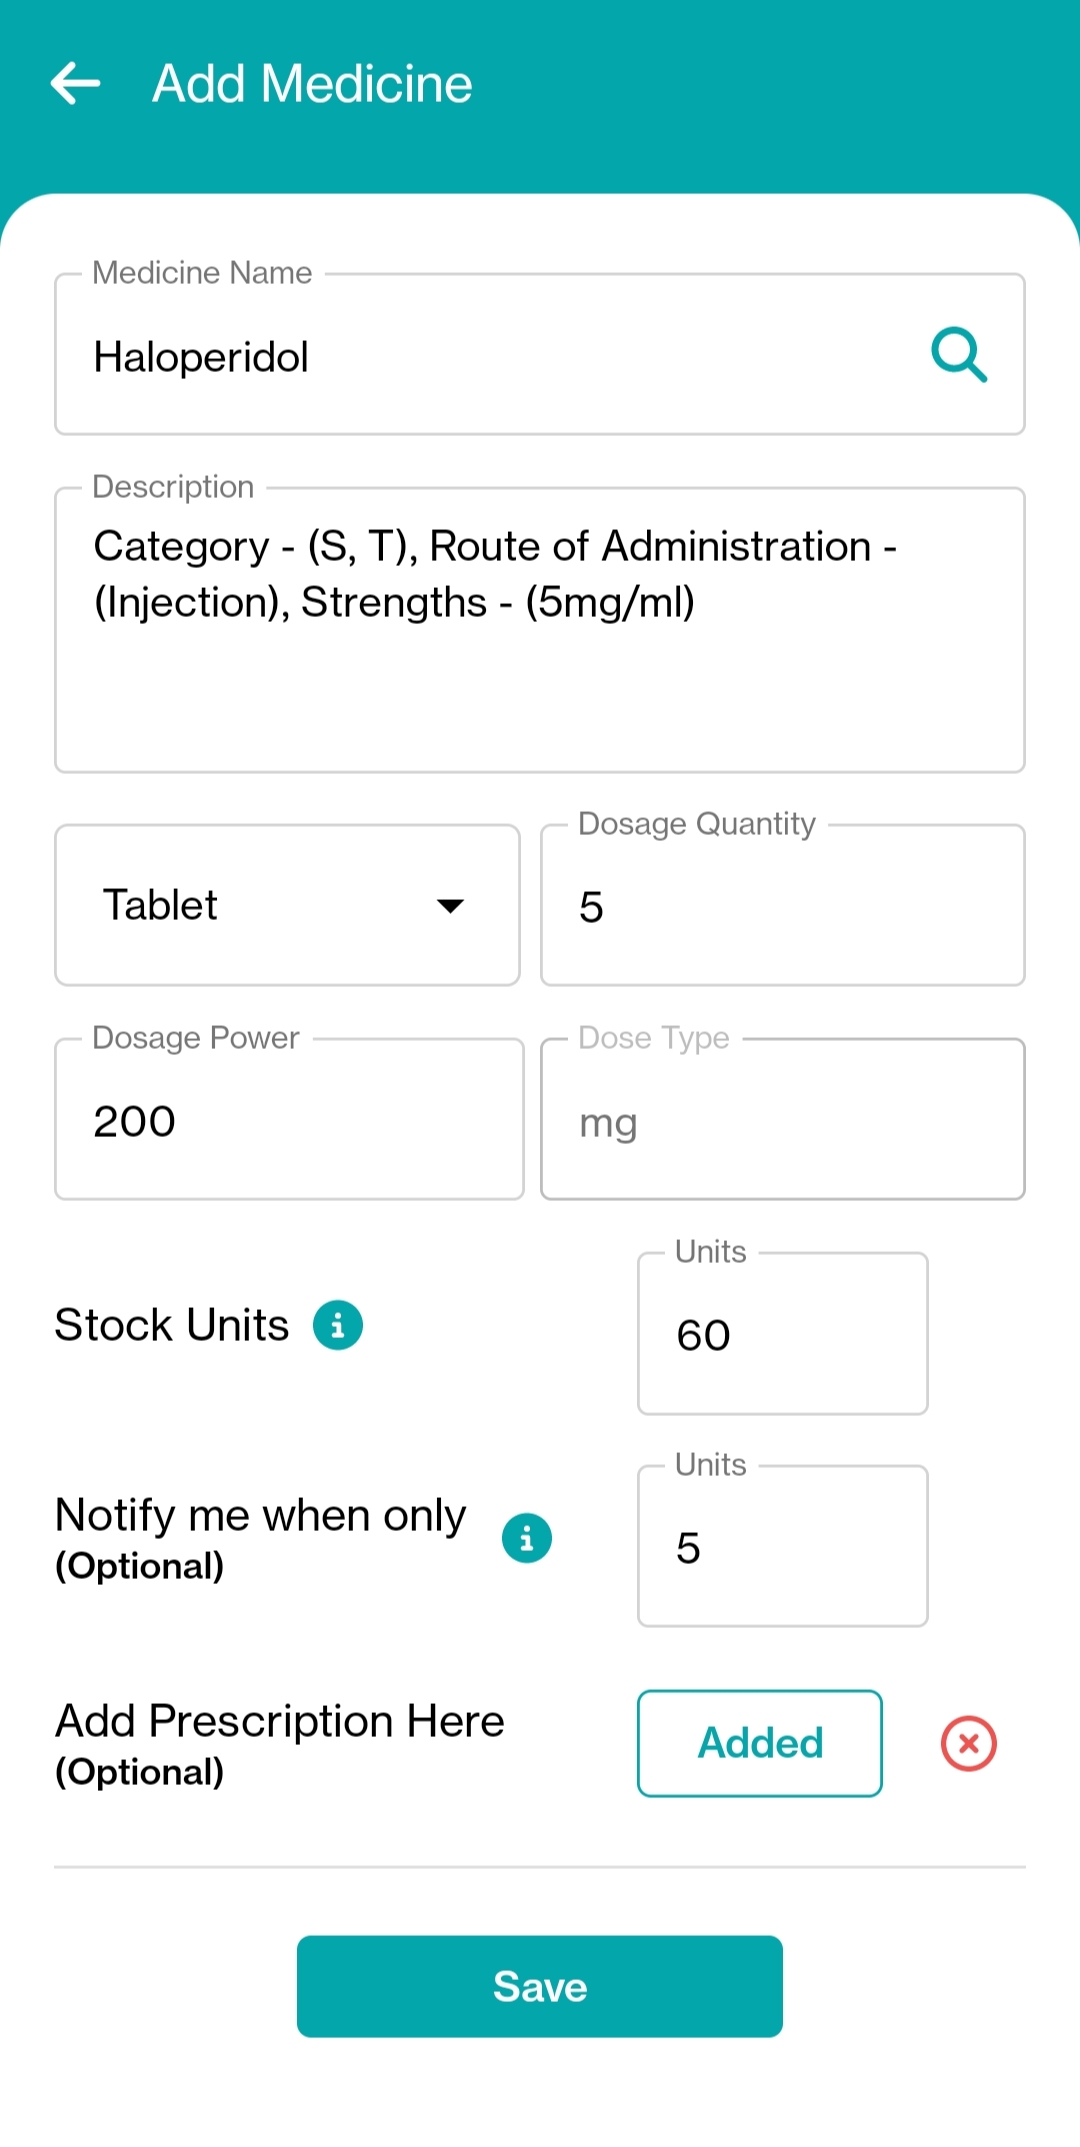 Add Medicine
Medicine Name
Haloperidol
Description
Category - (S, T), Route of Administration -
(Injection), Strengths - (5mg/ml)
Tablet
Dosage Quantity
5
Dosage Power
200
Dose Type
mg
Stock Units
Units
60
Notify me when only
(Optional)
Units
5
Add Prescription Here
(Optional)
Added
Save